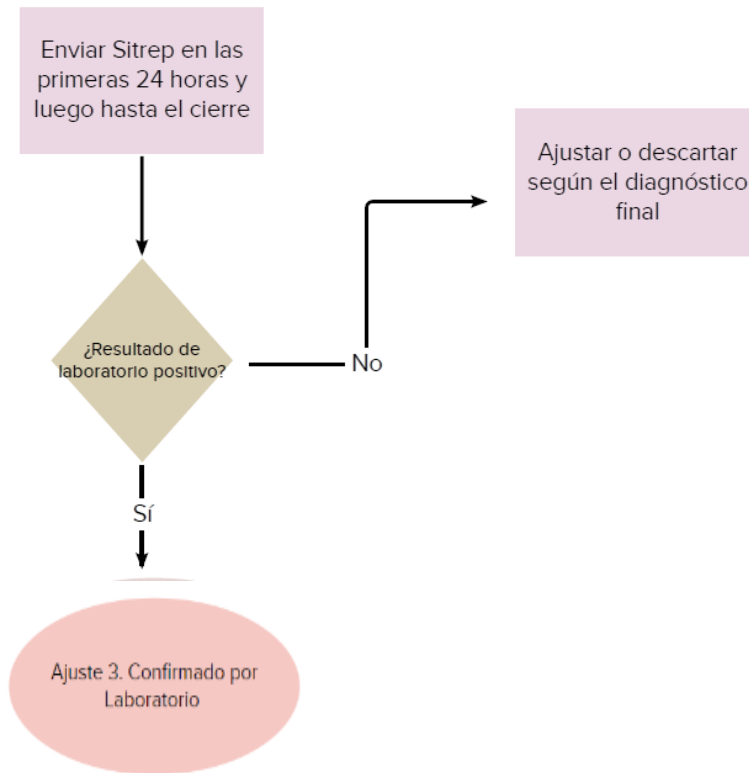 Enviar Sitrep en las
primeras 24 horas y
luego hasta el cierre
Ajustar o descartar
según el diagnóstico
final
¿Resultado de
laboratorio positivo?
No
Sí
Ajuste 3. Confirmado por
Laboratorio